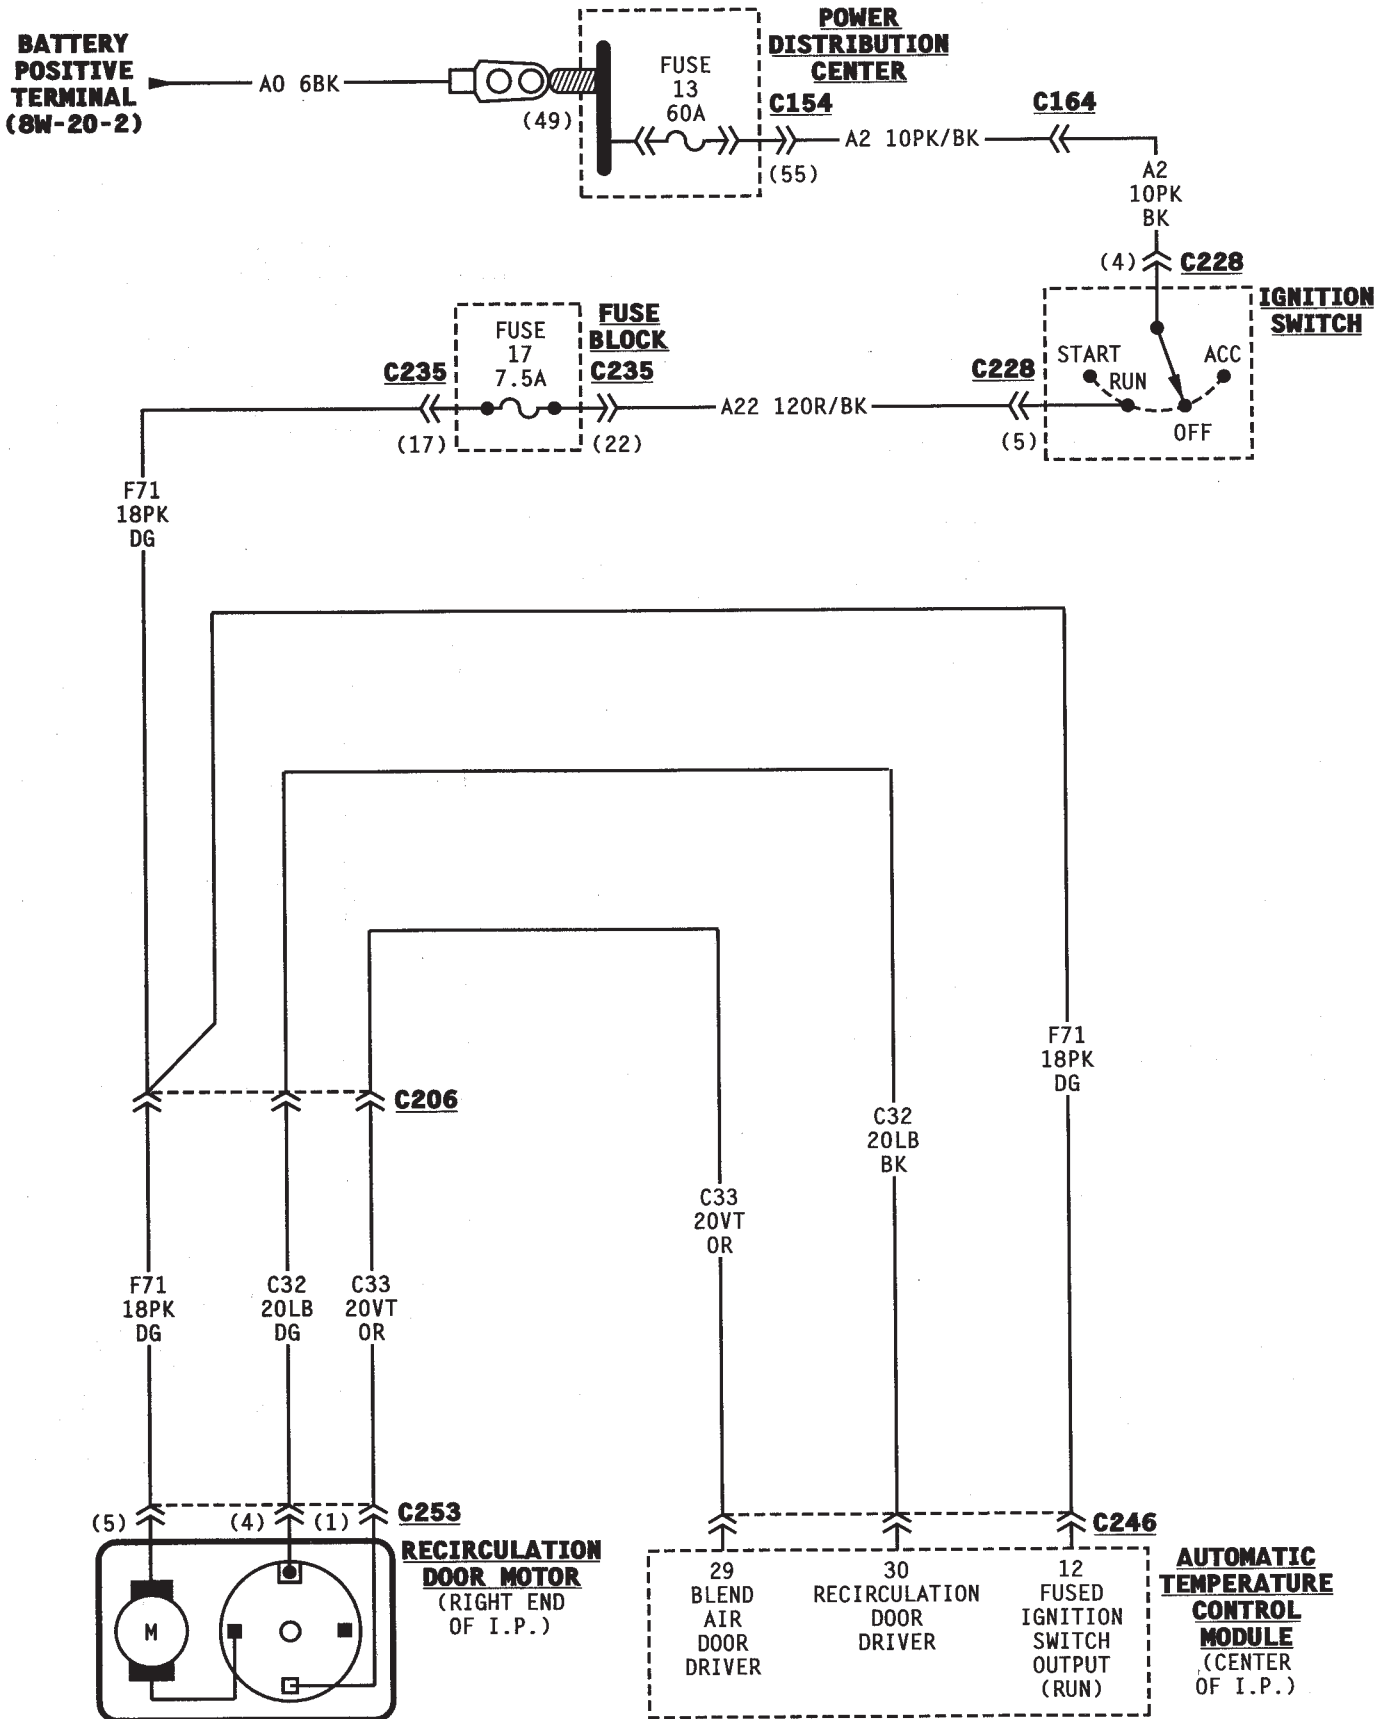 BATTERY
POSITIVE
TERMINAL
(8W-20-2)
A0 6BK
(49)
FUSE
13
60A
POWER
DISTRIBUTION
CENTER
C154
(55)
A2 10PK/BK
C164
A2
10PK
BK
(4)
C228
IGNITION
SWITCH
START
RUN
ACC
OFF
C228
(5)
A22 12OR/BK
FUSE
BLOCK
C235
(22)
FUSE
17
7.5A
C235
(17)
F71
18PK
DG
F71
18PK
DG
C32
20LB
BK
C33
20VT
OR
C206
F71
18PK
DG
C32
20LB
DG
C33
20VT
OR
(5)
(4)
(1)
C253
RECIRCULATION
DOOR MOTOR
(RIGHT END
OF I.P.)
M
C246
29
BLEND
AIR
DOOR
DRIVER
30
RECIRCULATION
DOOR
DRIVER
12
FUSED
IGNITION
SWITCH
OUTPUT
(RUN)
AUTOMATIC
TEMPERATURE
CONTROL
MODULE
(CENTER
OF I.P.)